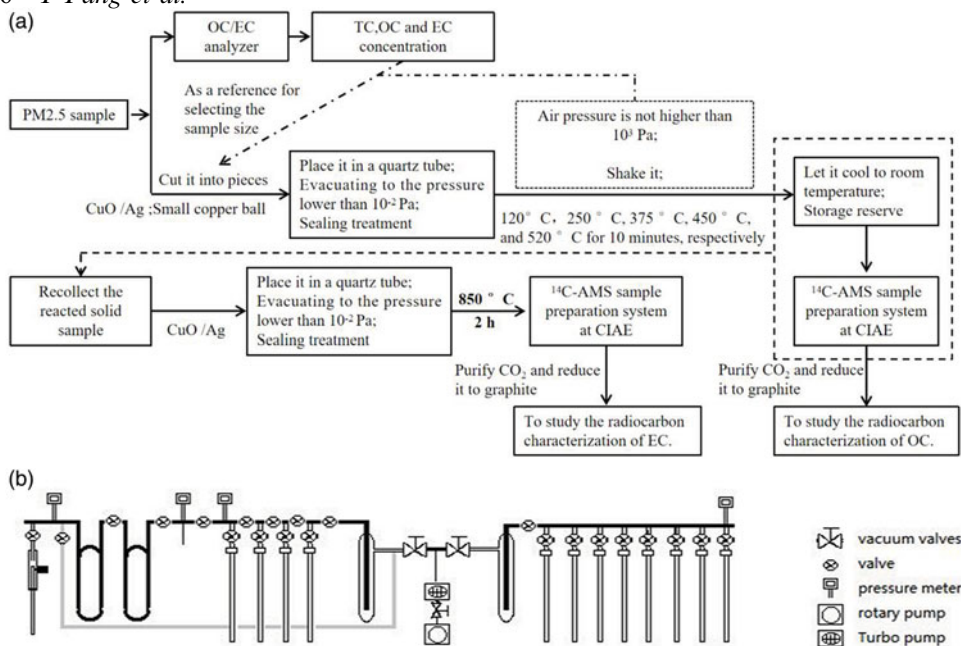 Pang et al.
(a)
OC/EC
analyzer
TC,OC and EC
concentration
PM2.5 sample
As a reference for
selecting the
sample size
Air pressure is not higher than
10³ Pa;
Shake it;
Cut it into pieces
CuO /Ag ;Small copper ball
Place it in a quartz tube;
Evacuating to the pressure
lower than 10⁻² Pa;
Sealing treatment
120° C, 250° C, 375° C, 450° C,
and 520° C for 10 minutes, respectively
Let it cool to room
temperature;
Storage reserve
Recollect the
reacted solid
sample
CuO /Ag
Place it in a quartz tube;
Evacuating to the pressure
lower than 10⁻² Pa;
Sealing treatment
850 ° C
2 h
¹⁴C-AMS sample
preparation system
at CIAE
¹⁴C-AMS sample
preparation system
at CIAE
Purify CO₂ and reduce
it to graphite
Purify CO₂ and reduce
it to graphite
To study the radiocarbon
characterization of EC.
To study the radiocarbon
characterization of OC.
(b)
vacuum valves
valve
pressure meter
rotary pump
Turbo pump